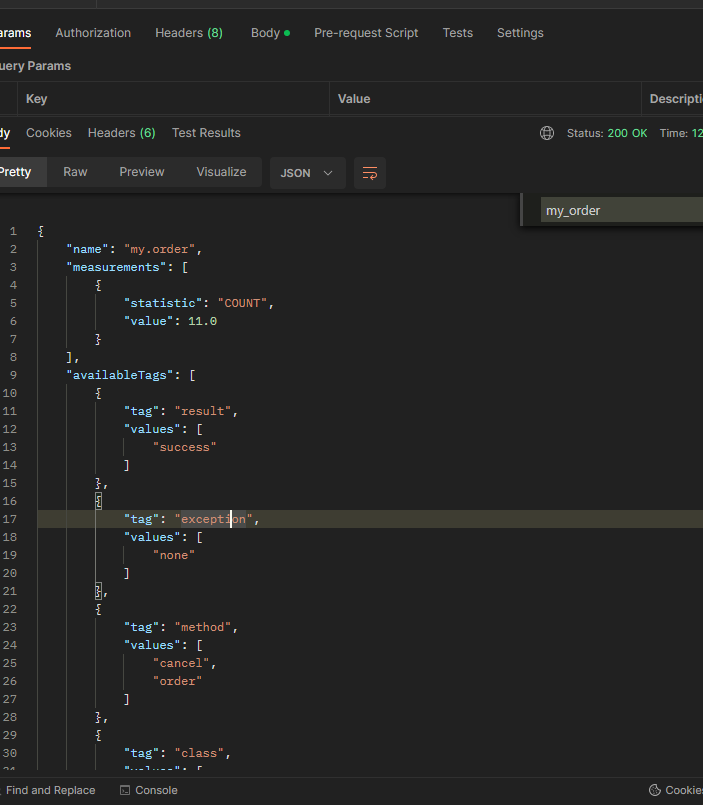 arams Authorization Headers (8) Body Pre-request Script Tests Settings
uery Params
Key Value Descripti
dy Cookies Headers (6) Test Results Status: 200 OK Time: 12
Pretty Raw Preview Visualize JSON
my_order
1 {
2 "name": "my.order",
3 "measurements": [
4 {
5 "statistic": "COUNT",
6 "value": 11.0
7 }
8 ],
9 "availableTags": [
10 {
11 "tag": "result",
12 "values": [
13 "success"
14 ]
15 },
16 {
17 "tag": "exception",
18 "values": [
19 "none"
20 ]
21 },
22 {
23 "tag": "method",
24 "values": [
25 "cancel",
26 "order"
27 ]
28 },
29 {
30 "tag": "class",
31 "values": [
Find and Replace Console Cookies